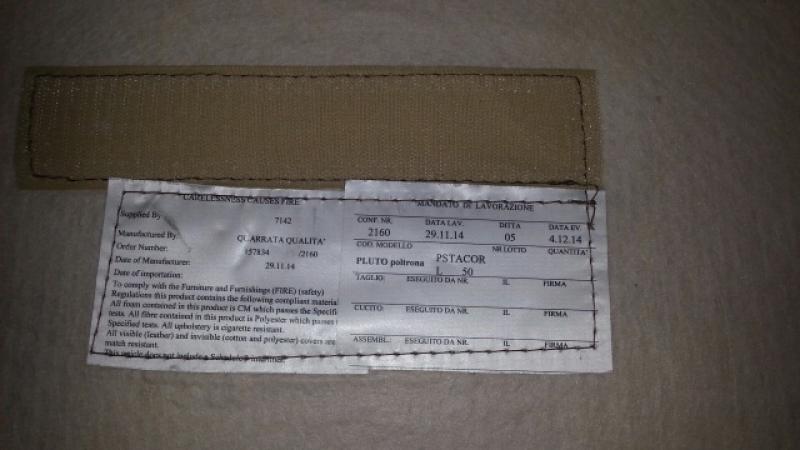 CARELESSNESS CAUSES FIRE
Supplied By 7142
Manufactured By: QUARRATA QUALITA'
Order Number: 157834 /2160
Date of Manufacturer: 29.11.14
Date of importation:
To comply with the Furniture and Furnishings (FIRE) (safety)
Regulations this product contains the following compliant material
All foam contained in this product is CM which passes the Specifi
tests. All fibre contained in this product is Polyester which passes
Specified tests. All upholstery is cigarette resistant.
All visible (leather) and invisible (cotton and polyester) covers are
match resistant.
This article does not include a Schedule
MANDATO DI LAVORAZIONE
CONF. NR. DATA LAV. DITTA DATA EV.
2160 29.11.14 05 4.12.14
COD. MODELLO NR LOTTO QUANTITA'
PLUTO poltrona PSTACOR
L 50
TAGLIO: ESEGUITO DA NR. IL FIRMA
CUCITO: ESEGUITO DA NR. IL FIRMA
ASSEMBL: ESEGUITO DA NR. IL FIRMA